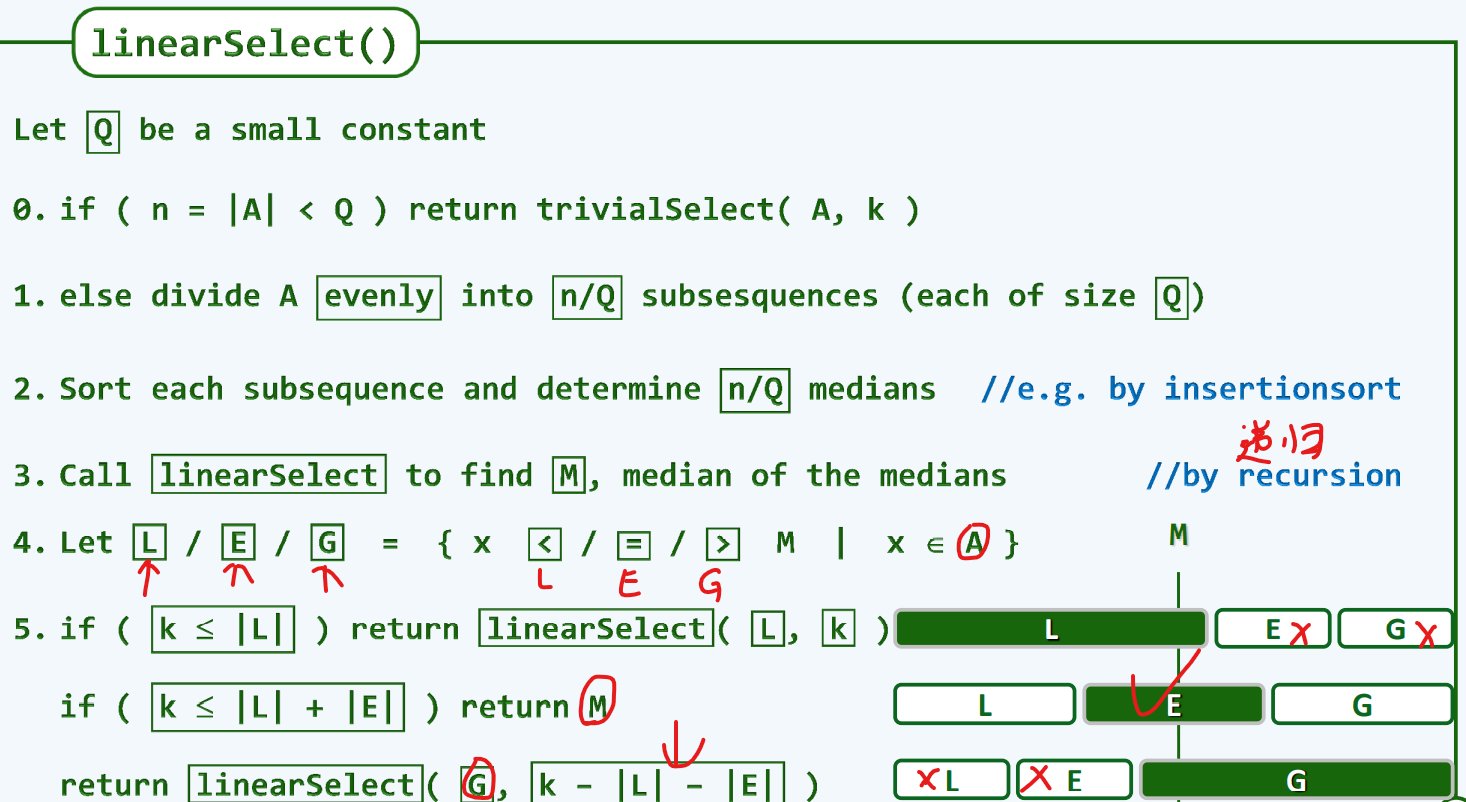 linearSelect()
Let Q be a small constant
0. if ( n = |A| < Q ) return trivialSelect( A, k )
1. else divide A evenly into n/Q subsesquences (each of size Q)
2. Sort each subsequence and determine n/Q medians //e.g. by insertionsort
递归
3. Call linearSelect to find M, median of the medians //by recursion
4. Let L / E / G = { x < / = / > M | x ∈ A } M
L E G
5. if ( k ≤ |L| ) return linearSelect( L, k ) L E G
if ( k ≤ |L| + |E| ) return M L E G
return linearSelect( G, k - |L| - |E| ) L E G